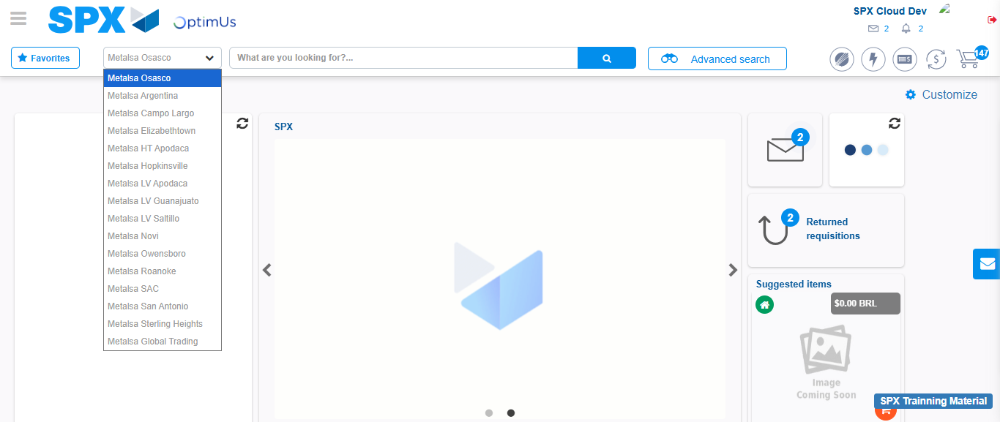 SPX
OptimUs
SPX Cloud Dev
2
2
Favorites
Metalsa Osasco
What are you looking for?...
Advanced search
147
Metalsa Osasco
Metalsa Argentina
Metalsa Campo Largo
Metalsa Elizabethtown
Metalsa HT Apodaca
Metalsa Hopkinsville
Metalsa LV Apodaca
Metalsa LV Guanajuato
Metalsa LV Saltillo
Metalsa Novi
Metalsa Owensboro
Metalsa Roanoke
Metalsa SAC
Metalsa San Antonio
Metalsa Sterling Heights
Metalsa Global Trading
Customize
SPX
2
2
Returned
requisitions
Suggested items
$0.00 BRL
Image
Coming Soon
SPX Trainning Material